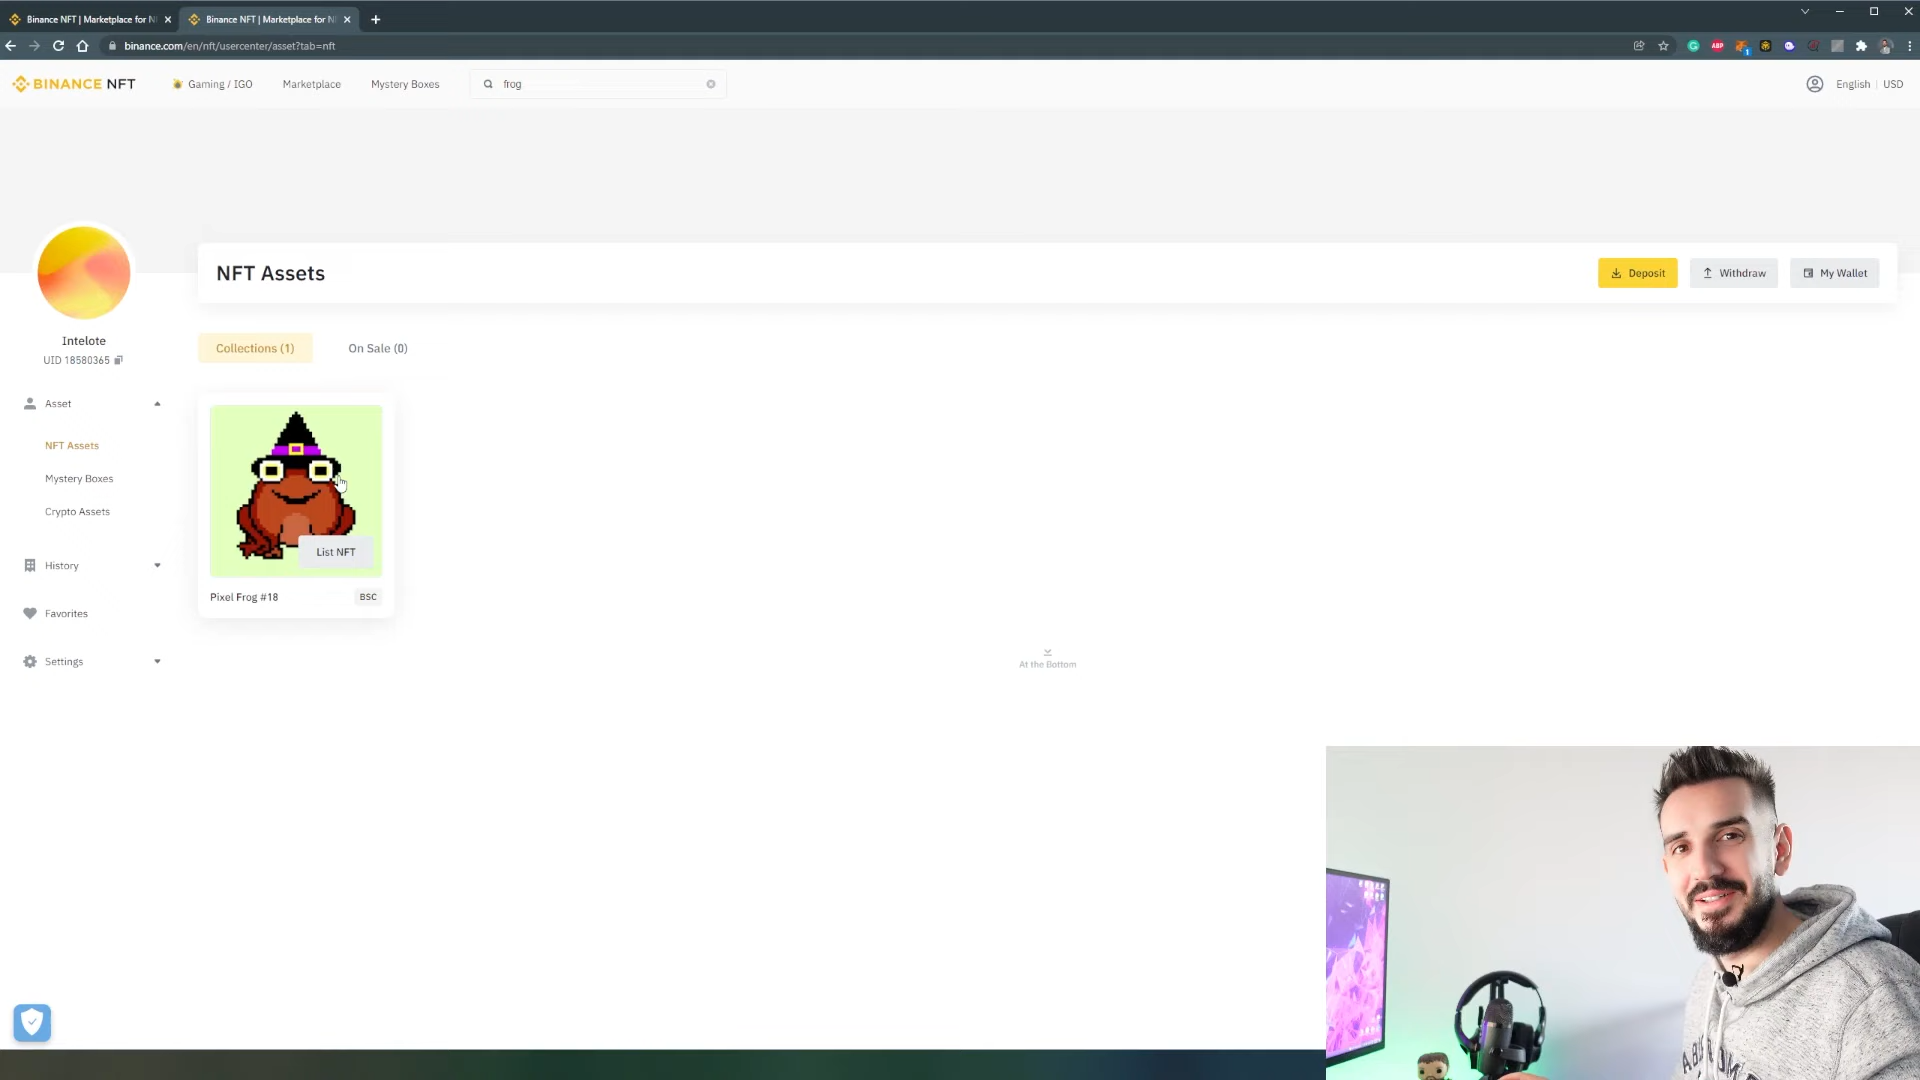 Binance NFT | Marketplace for N
Binance NFT | Marketplace for N
binance.com/en/nft/usercenter/asset?tab=nft
BINANCE NFT
Gaming / IGO
Marketplace
Mystery Boxes
frog
English | USD
NFT Assets
Deposit
Withdraw
My Wallet
Intelote
UID 18580365
Collections (1)
On Sale (0)
Asset
NFT Assets
Mystery Boxes
Crypto Assets
History
Favorites
Settings
List NFT
Pixel Frog #18
BSC
At the Bottom
ABP
1